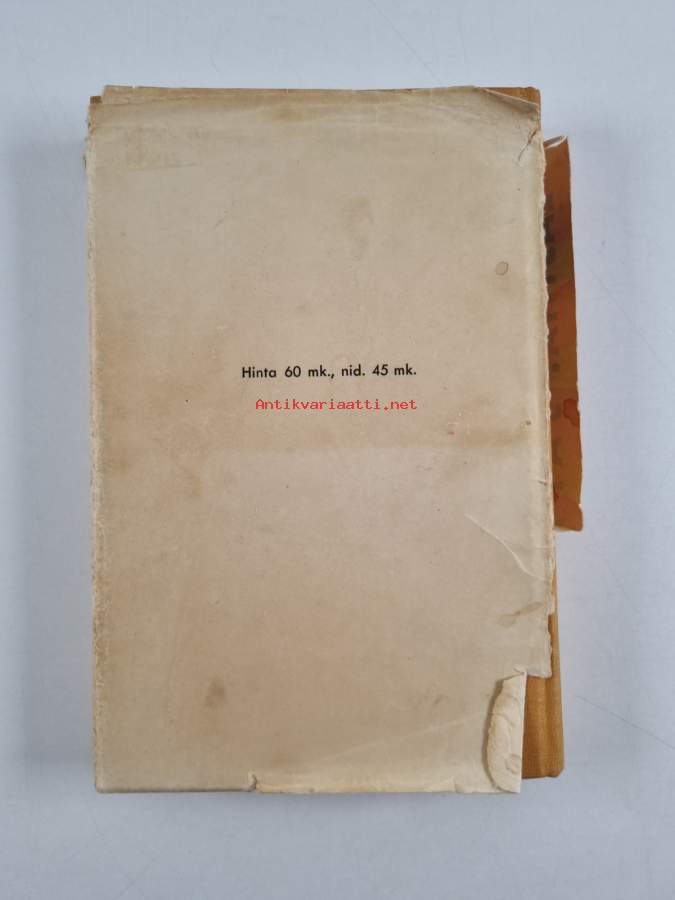 Hinta 60 mk., nid. 45 mk.
Antikvariaatti.net